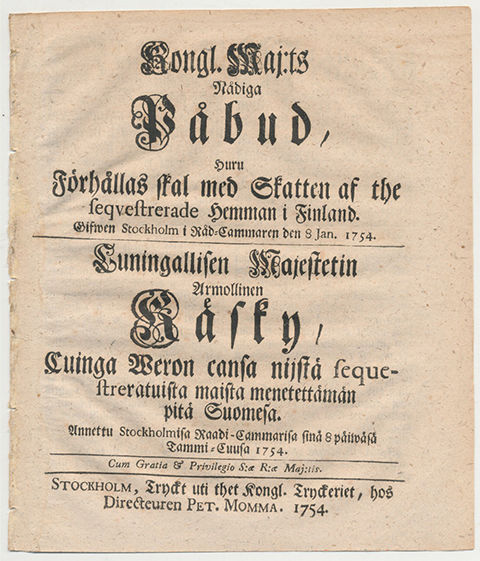 Kongl. Maj:ts
Nådiga
Påbud,
Huru
Förhållas skal med Skatten af the
seqvestrerade Hemman i Finland.
Gifwen Stockholm i Råd-Cammaren den 8 Jan. 1754.
Cuningallisen Majestetin
Armollinen
Käsky,
Cuinga Weron cansa nijstä seque-
streratuista maista menetettämän
pitä Suomesa.
Annettu Stockholmisa Raadi-Cammarisa sinä 8 päiwäsä
Tammi-Cuusa 1754.
Cum Gratia & Privilegio S:æ R:æ Maj:tis.
STOCKHOLM, Tryckt uti thet Kongl. Tryckeriet, hos
Directeuren PET. MOMMA. 1754.